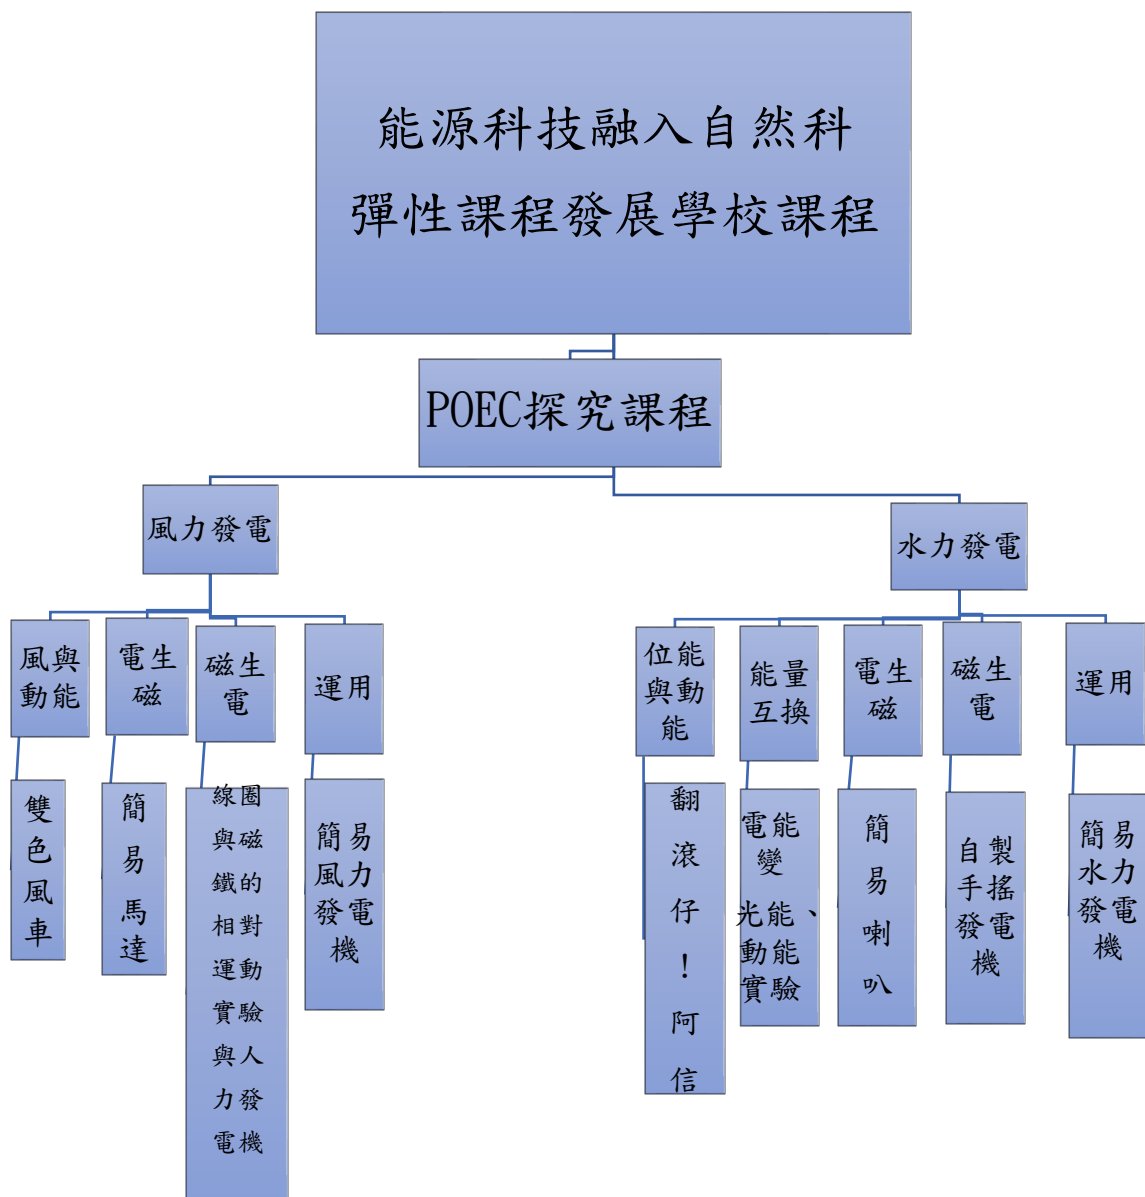 能源科技融入自然科
彈性課程發展學校課程
POEC探究課程
風力發電
水力發電
風與
動能
電生
磁
磁生
電
運用
位能
與動
能
能量
互換
電生
磁
磁生
電
運用
雙
色
風
車
簡
易
馬
達
線圈
與磁
鐵的
相對
運動
實驗
與人
力發
電機
簡易
風力
發電
機
翻
滾
仔
！
阿
信
電能
變
光能、
動能
實驗
簡
易
喇
叭
自製
手搖
發電
機
簡易
水力
發電
機